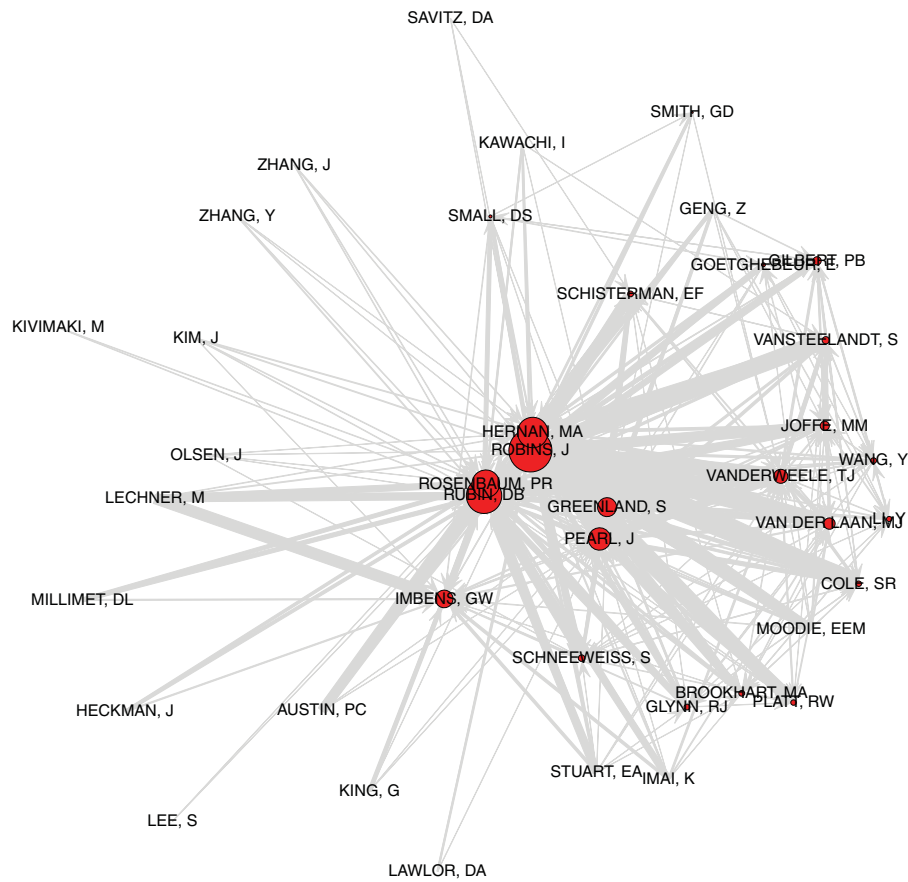 SAVITZ, DA
SMITH, GD
KAWACHI, I
ZHANG, J
ZHANG, Y
SMALL, DS
GENG, Z
GOETGHEBEUR, E
GILBERT, PB
SCHISTERMAN, EF
KIVIMAKI, M
KIM, J
VANSTEELANDT, S
HERNAN, MA
JOFFE, MM
ROBINS, J
OLSEN, J
WANG, Y
VANDERWEELE, TJ
ROSENBAUM, PR
RUBIN, DB
LECHNER, M
GREENLAND, S
VAN DER LAAN, MJ
LI, Y
PEARL, J
COLE, SR
MILLIMET, DL
IMBENS, GW
MOODIE, EEM
SCHNEEWEISS, S
BROOKHART, MA
PLATT, RW
GLYNN, RJ
HECKMAN, J
AUSTIN, PC
STUART, EA
IMAI, K
KING, G
LEE, S
LAWLOR, DA